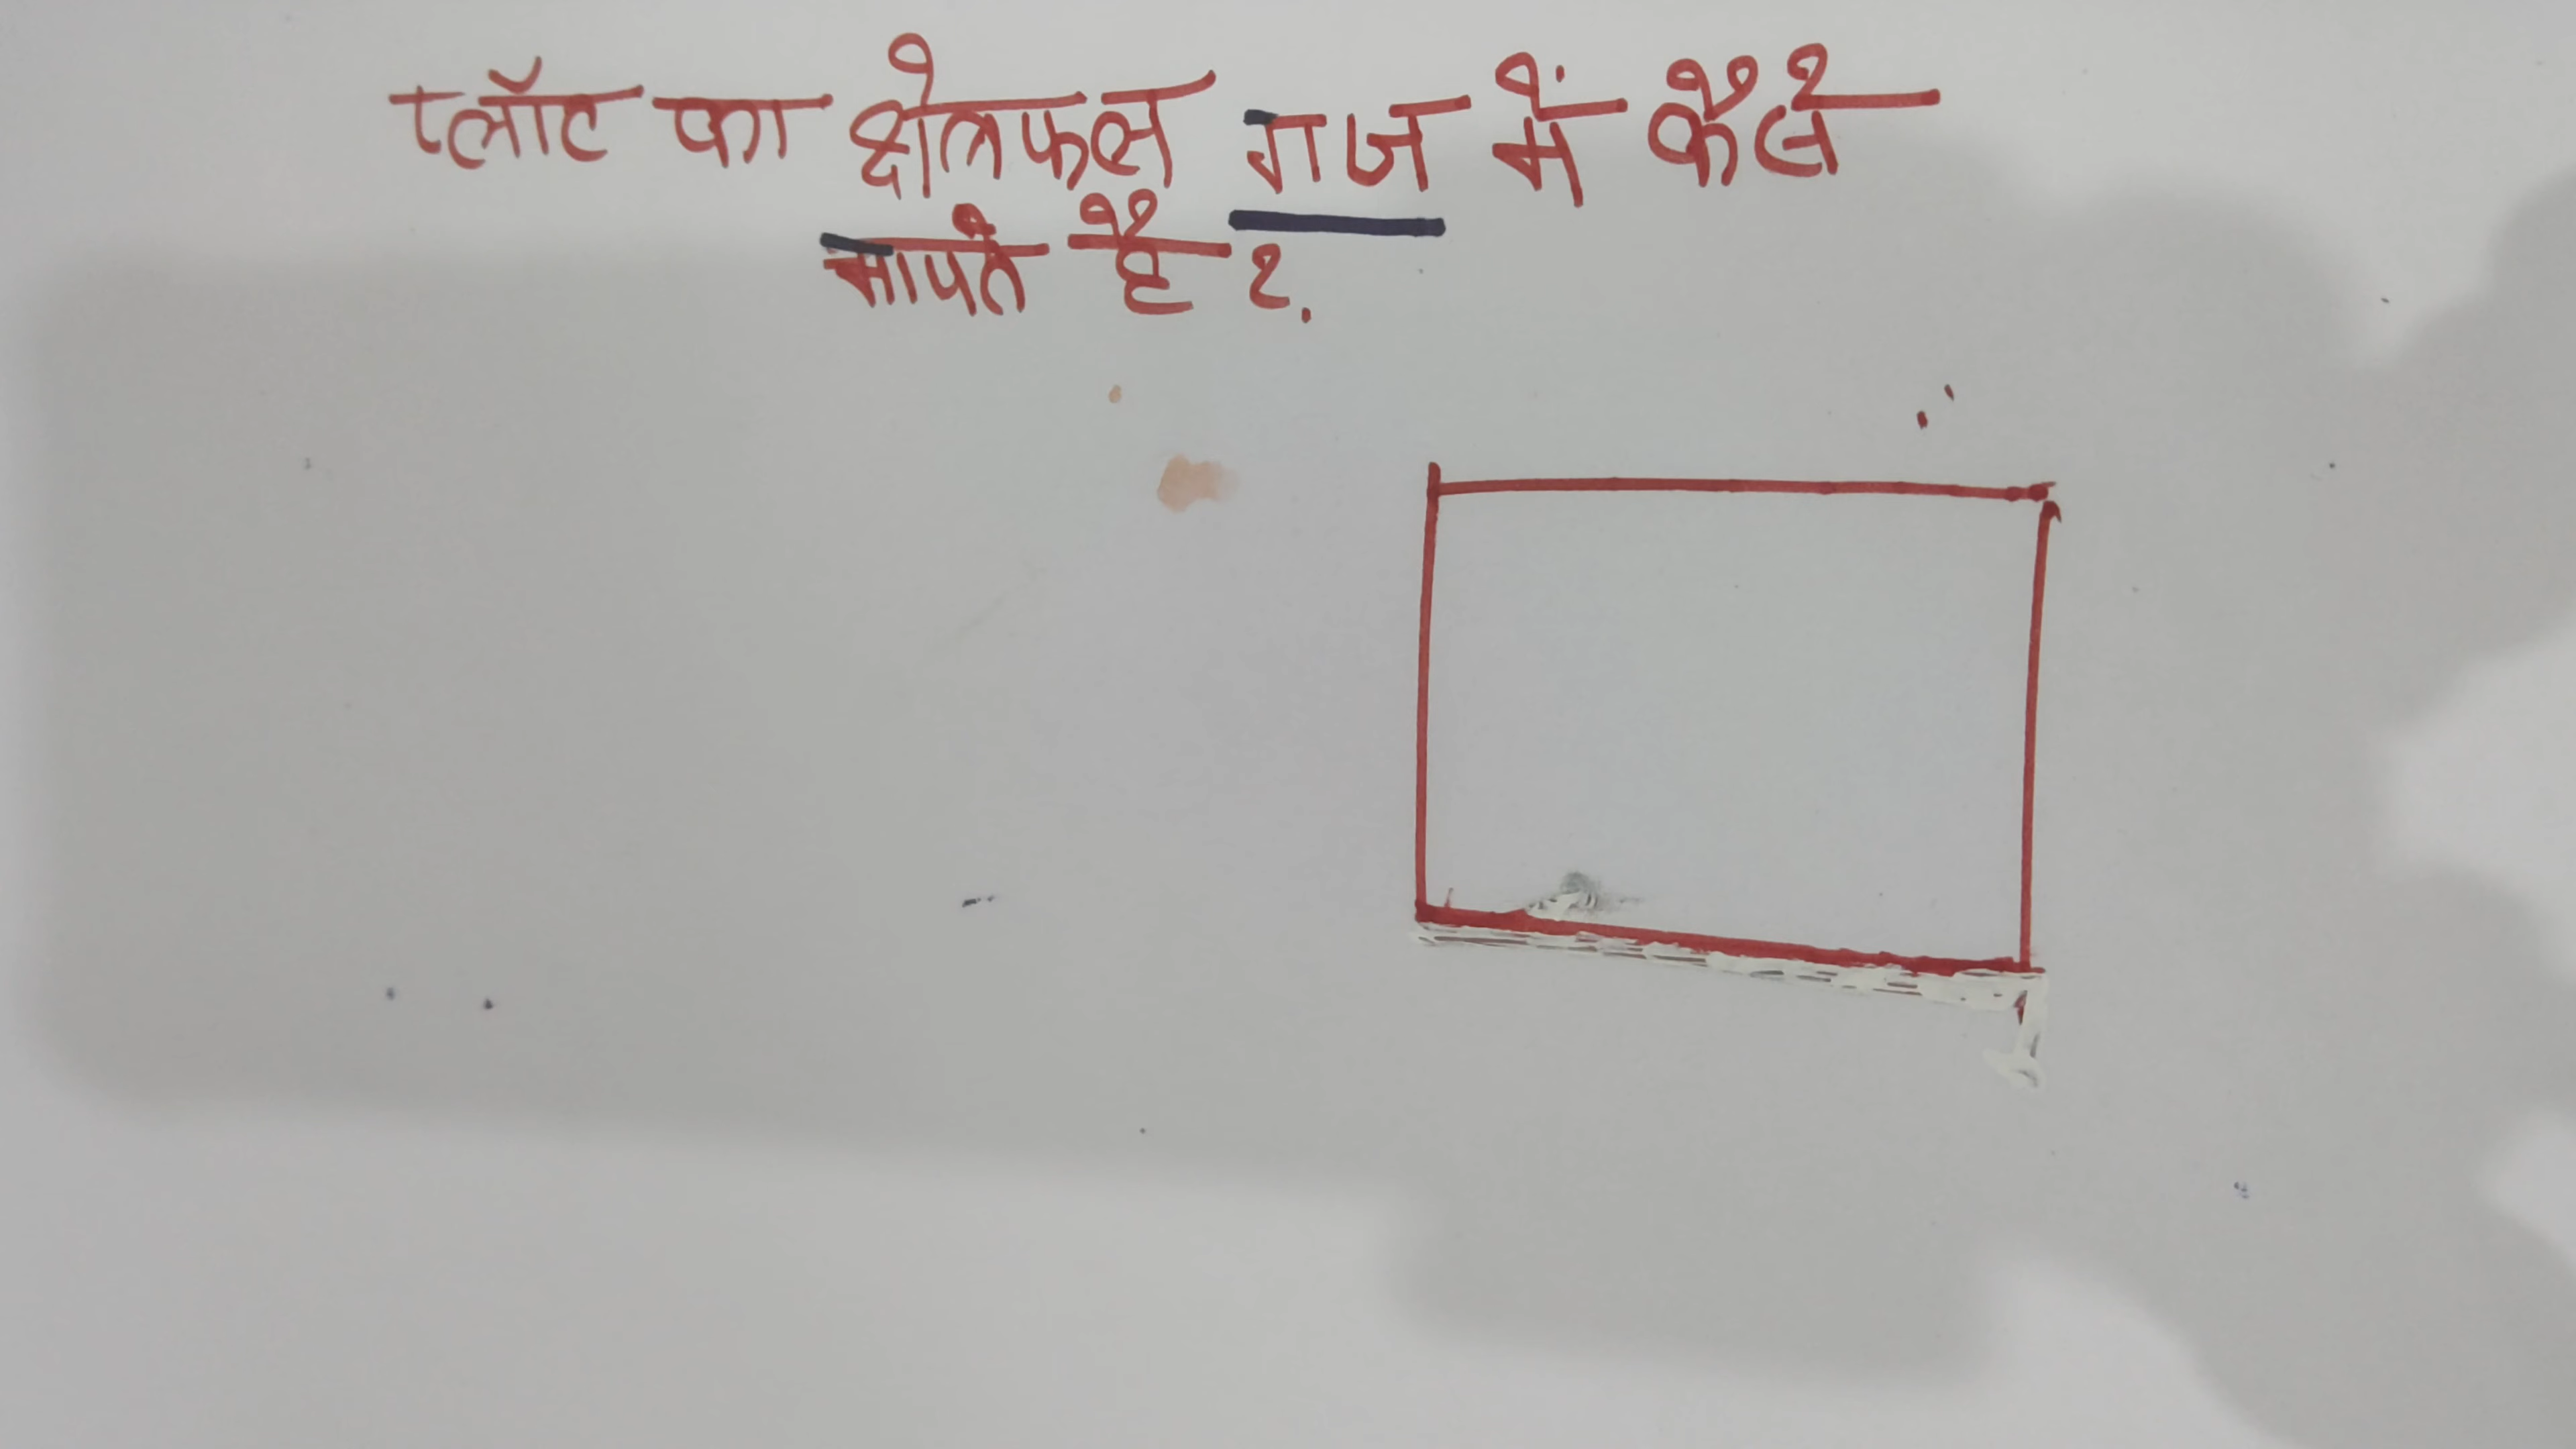 प्लॉट का क्षेत्रफल गज में कैसे
मापते है ?.